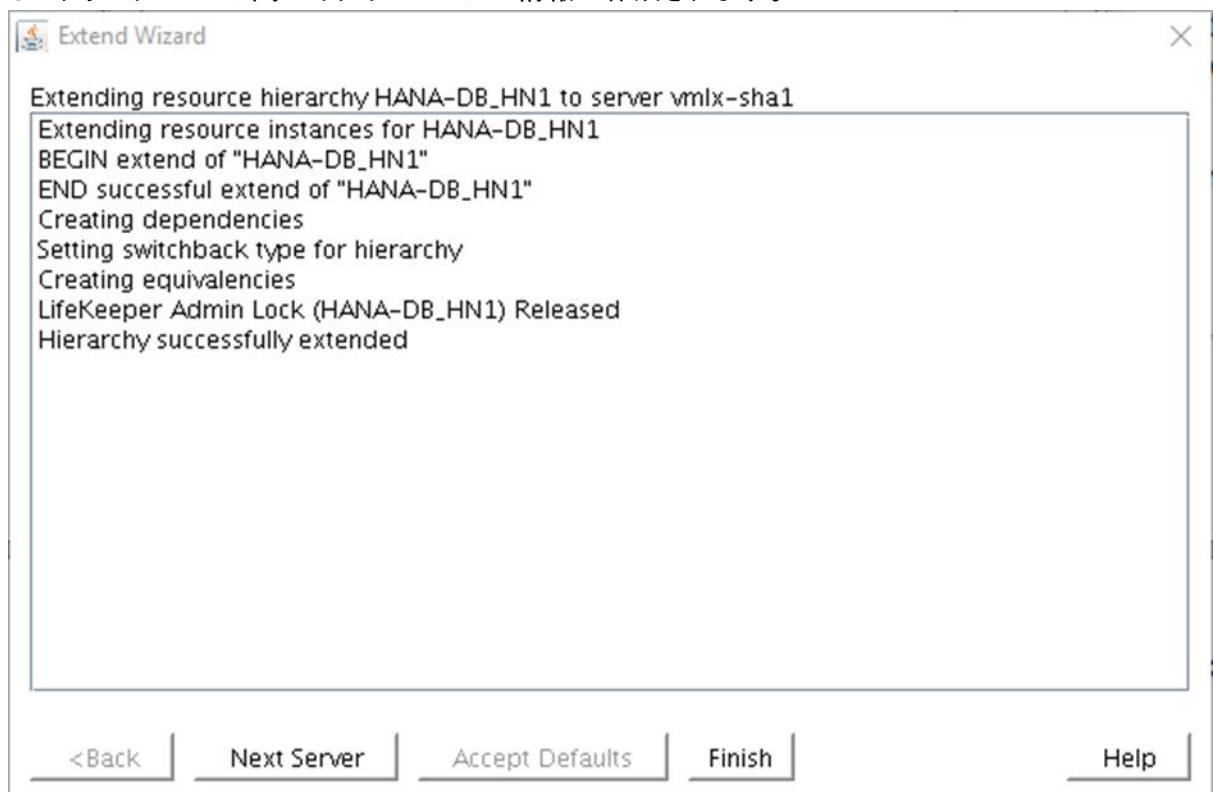 Extend Wizard
Extending resource hierarchy HANA-DB_HN1 to server vmlx-sha1
Extending resource instances for HANA-DB_HN1
BEGIN extend of "HANA-DB_HN1"
END successful extend of "HANA-DB_HN1"
Creating dependencies
Setting switchback type for hierarchy
Creating equivalencies
LifeKeeper Admin Lock (HANA-DB_HN1) Released
Hierarchy successfully extended
<Back Next Server Accept Defaults Finish Help